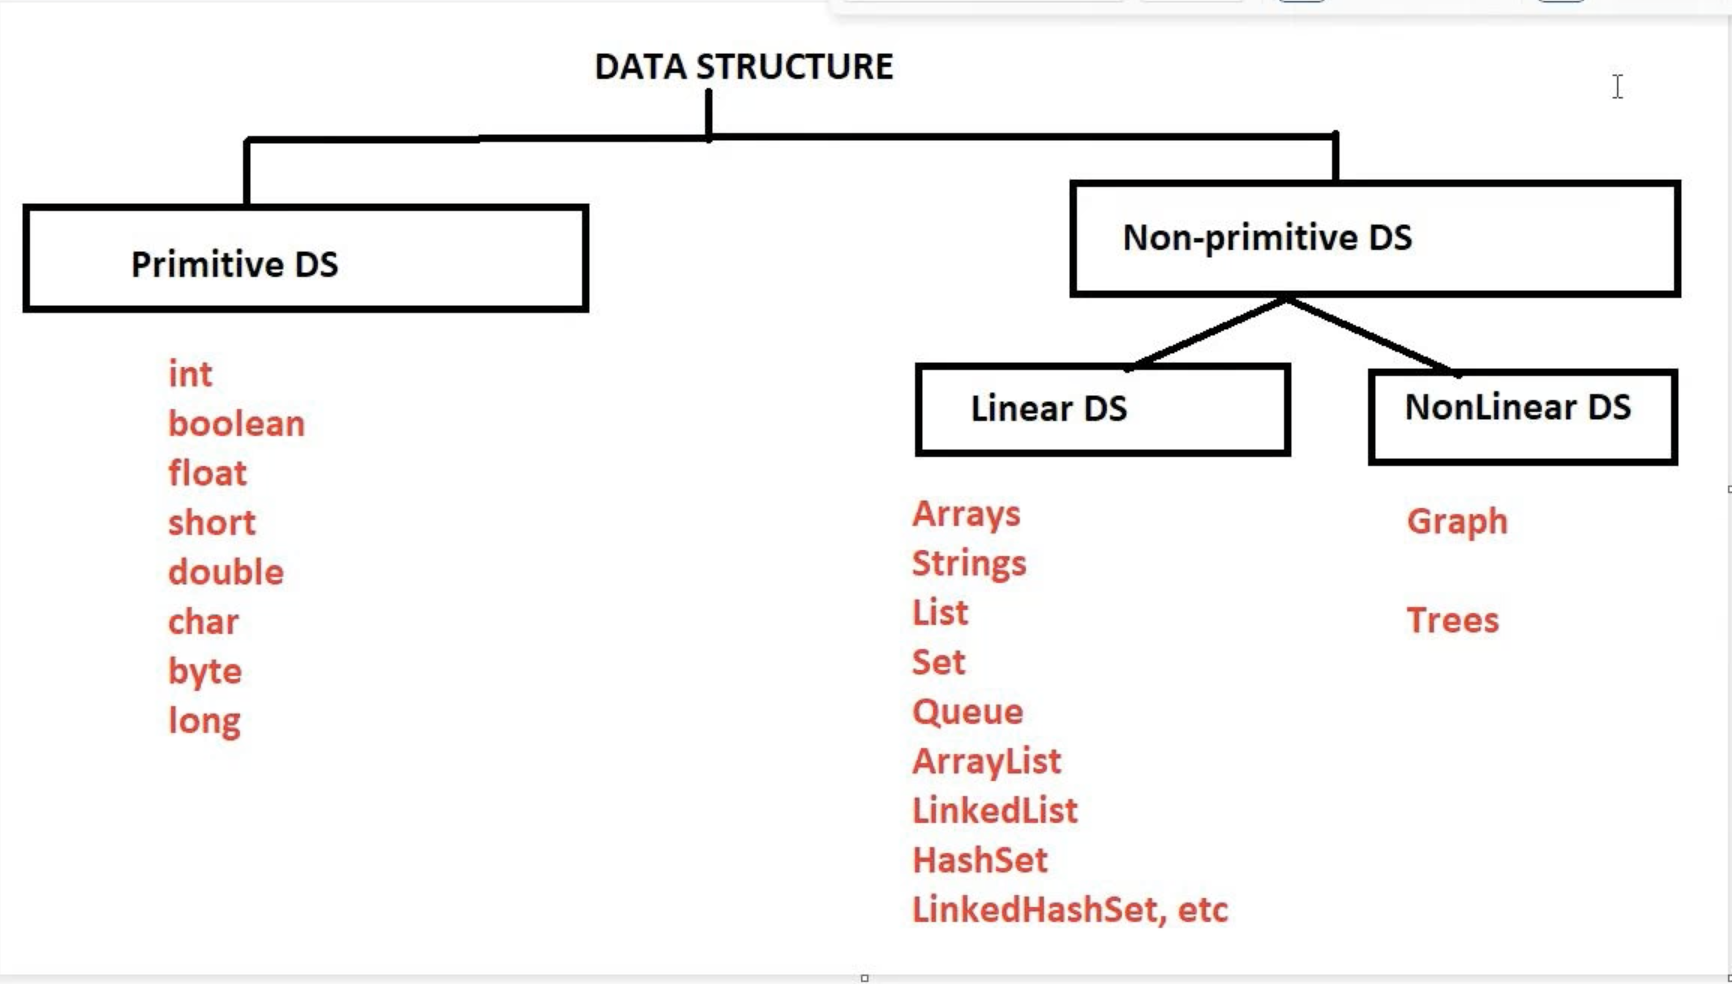 DATA STRUCTURE
Primitive DS
int
boolean
float
short
double
char
byte
long
Non-primitive DS
Linear DS
Arrays
Strings
List
Set
Queue
ArrayList
LinkedList
HashSet
LinkedHashSet, etc
NonLinear DS
Graph
Trees